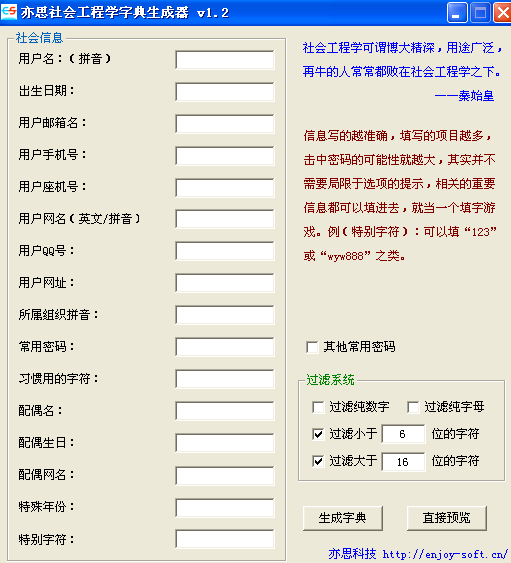 亦思社会工程学字典生成器 v1.2
社会信息
用户名：(拼音)
出生日期：
用户邮箱名：
用户手机号：
用户座机号：
用户网名(英文/拼音)
用户QQ号：
用户网址：
所属组织拼音：
常用密码：
习惯用的字符：
配偶名：
配偶生日：
配偶网名：
特殊年份：
特别字符：
社会工程学可谓博大精深，用途广泛，
再牛的人常常都败在社会工程学之下。
——秦始皇
信息写的越准确，填写的项目越多，
击中密码的可能性就越大，其实并不
需要局限于选项的提示，相关的重要
信息都可以填进去，就当一个填字游
戏。例(特别字符)：可以填“123”
或“wyw888”之类。
其他常用密码
过滤系统
过滤纯数字 过滤纯字母
过滤小于 6 位的字符
过滤大于 16 位的字符
生成字典 直接预览
亦思科技 http://enjoy-soft.cn/